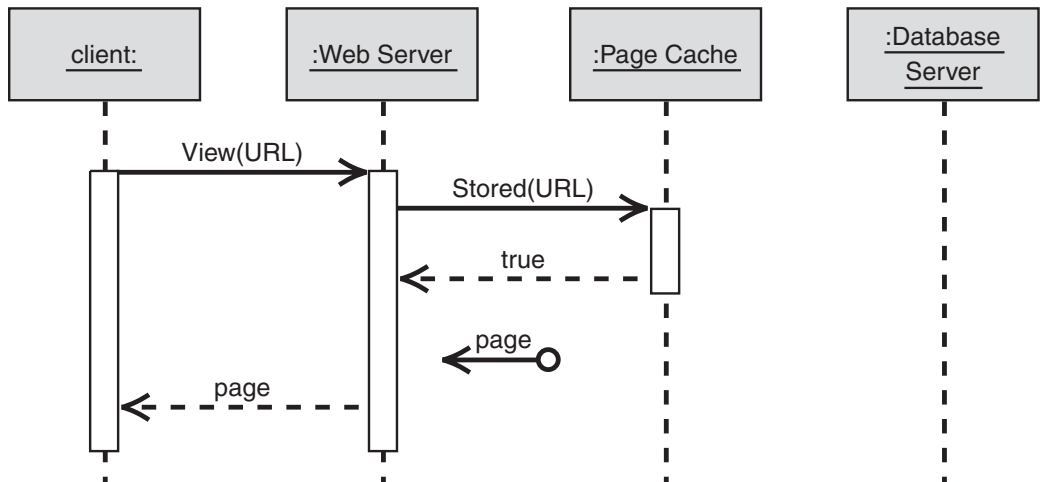 client:
:Web Server
:Page Cache
:Database
Server
View(URL)
Stored(URL)
true
page
page